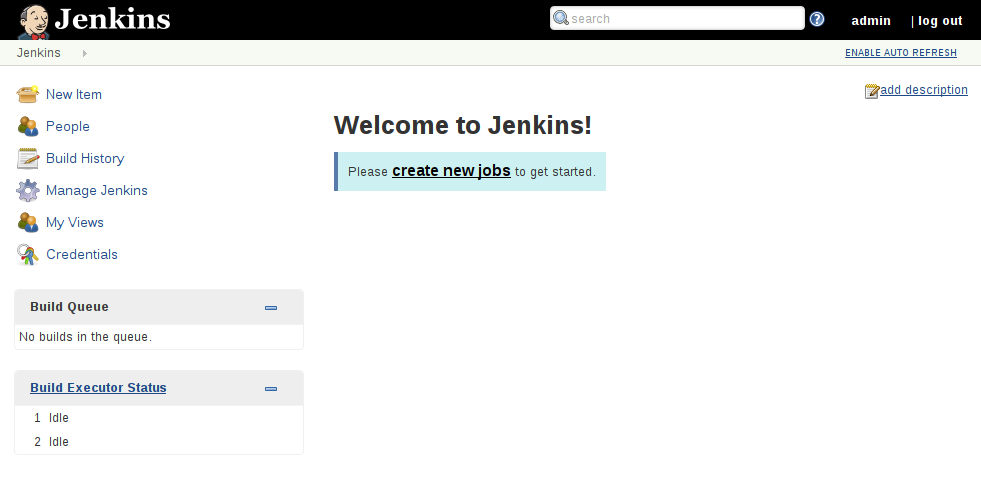 Jenkins
search
admin
| log out
Jenkins
ENABLE AUTO REFRESH
New Item
People
Build History
Manage Jenkins
My Views
Credentials
Build Queue
No builds in the queue.
Build Executor Status
1 Idle
2 Idle
add description
Welcome to Jenkins!
Please create new jobs to get started.